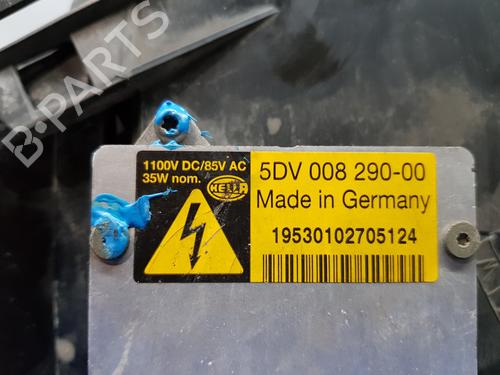 B-PARTS
1100V DC/85V AC
35W nom.
HELLA
5DV 008 290-00
Made in Germany
19530102705124